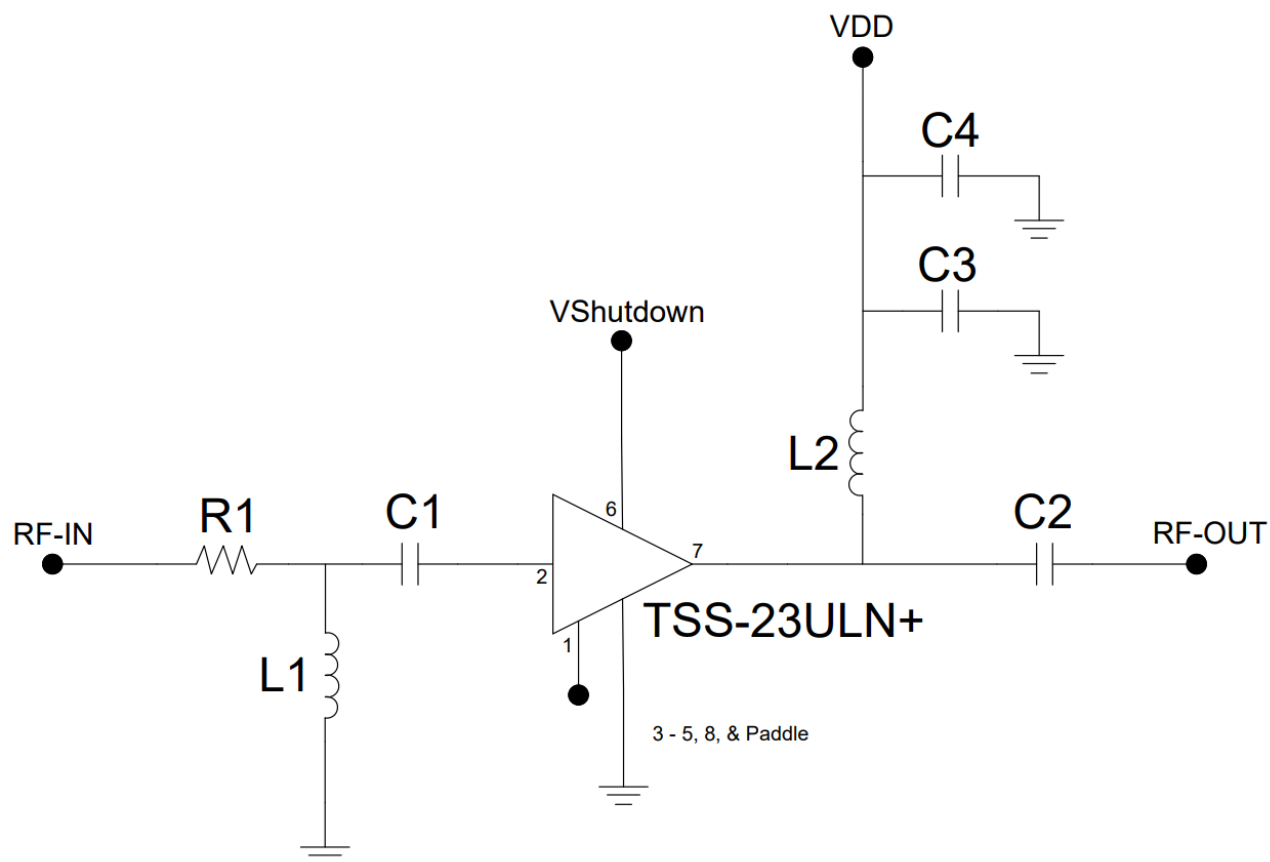 VDD
C4
C3
VShutdown
L2
6
R1
C1
C2
RF-IN
7
RF-OUT
2
TSS-23ULN+
1
L1
3 - 5, 8, & Paddle